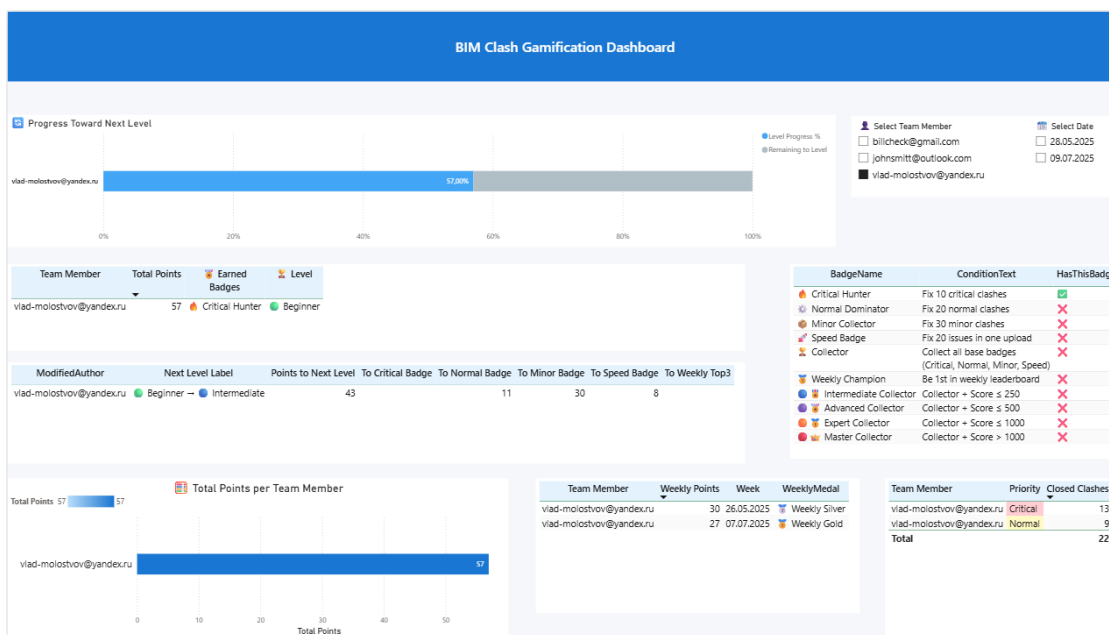 BIM Clash Gamification Dashboard
Progress Toward Next Level
Level Progress %
Remaining to Level
vlad-molostvov@yandex.ru
57,00%
0% 20% 40% 60% 80% 100%
Select Team Member
billcheck@gmail.com
johnsmitt@outlook.com
vlad-molostvov@yandex.ru
Select Date
28.05.2025
09.07.2025
Team Member Total Points Earned Badges Level
vlad-molostvov@yandex.ru 57 Critical Hunter Beginner
ModifiedAuthor Next Level Label Points to Next Level To Critical Badge To Normal Badge To Minor Badge To Speed Badge To Weekly Top3
vlad-molostvov@yandex.ru Beginner → Intermediate 43 11 30 8
BadgeName ConditionText HasThisBadg
Critical Hunter Fix 10 critical clashes ✅
Normal Dominator Fix 20 normal clashes ❌
Minor Collector Fix 30 minor clashes ❌
Speed Badge Fix 20 issues in one upload ❌
Collector Collect all base badges ❌
(Critical, Normal, Minor, Speed)
Weekly Champion Be 1st in weekly leaderboard ❌
Intermediate Collector Collector + Score ≤ 250 ❌
Advanced Collector Collector + Score ≤ 500 ❌
Expert Collector Collector + Score ≤ 1000 ❌
Master Collector Collector + Score > 1000 ❌
Total Points per Team Member
Total Points 57 57
vlad-molostvov@yandex.ru
57
0 10 20 30 40 50
Total Points
Team Member Weekly Points Week WeeklyMedal
vlad-molostvov@yandex.ru 30 26.05.2025 Weekly Silver
vlad-molostvov@yandex.ru 27 07.07.2025 Weekly Gold
Team Member Priority Closed Clashes
vlad-molostvov@yandex.ru Critical 13
vlad-molostvov@yandex.ru Normal 9
Total 22